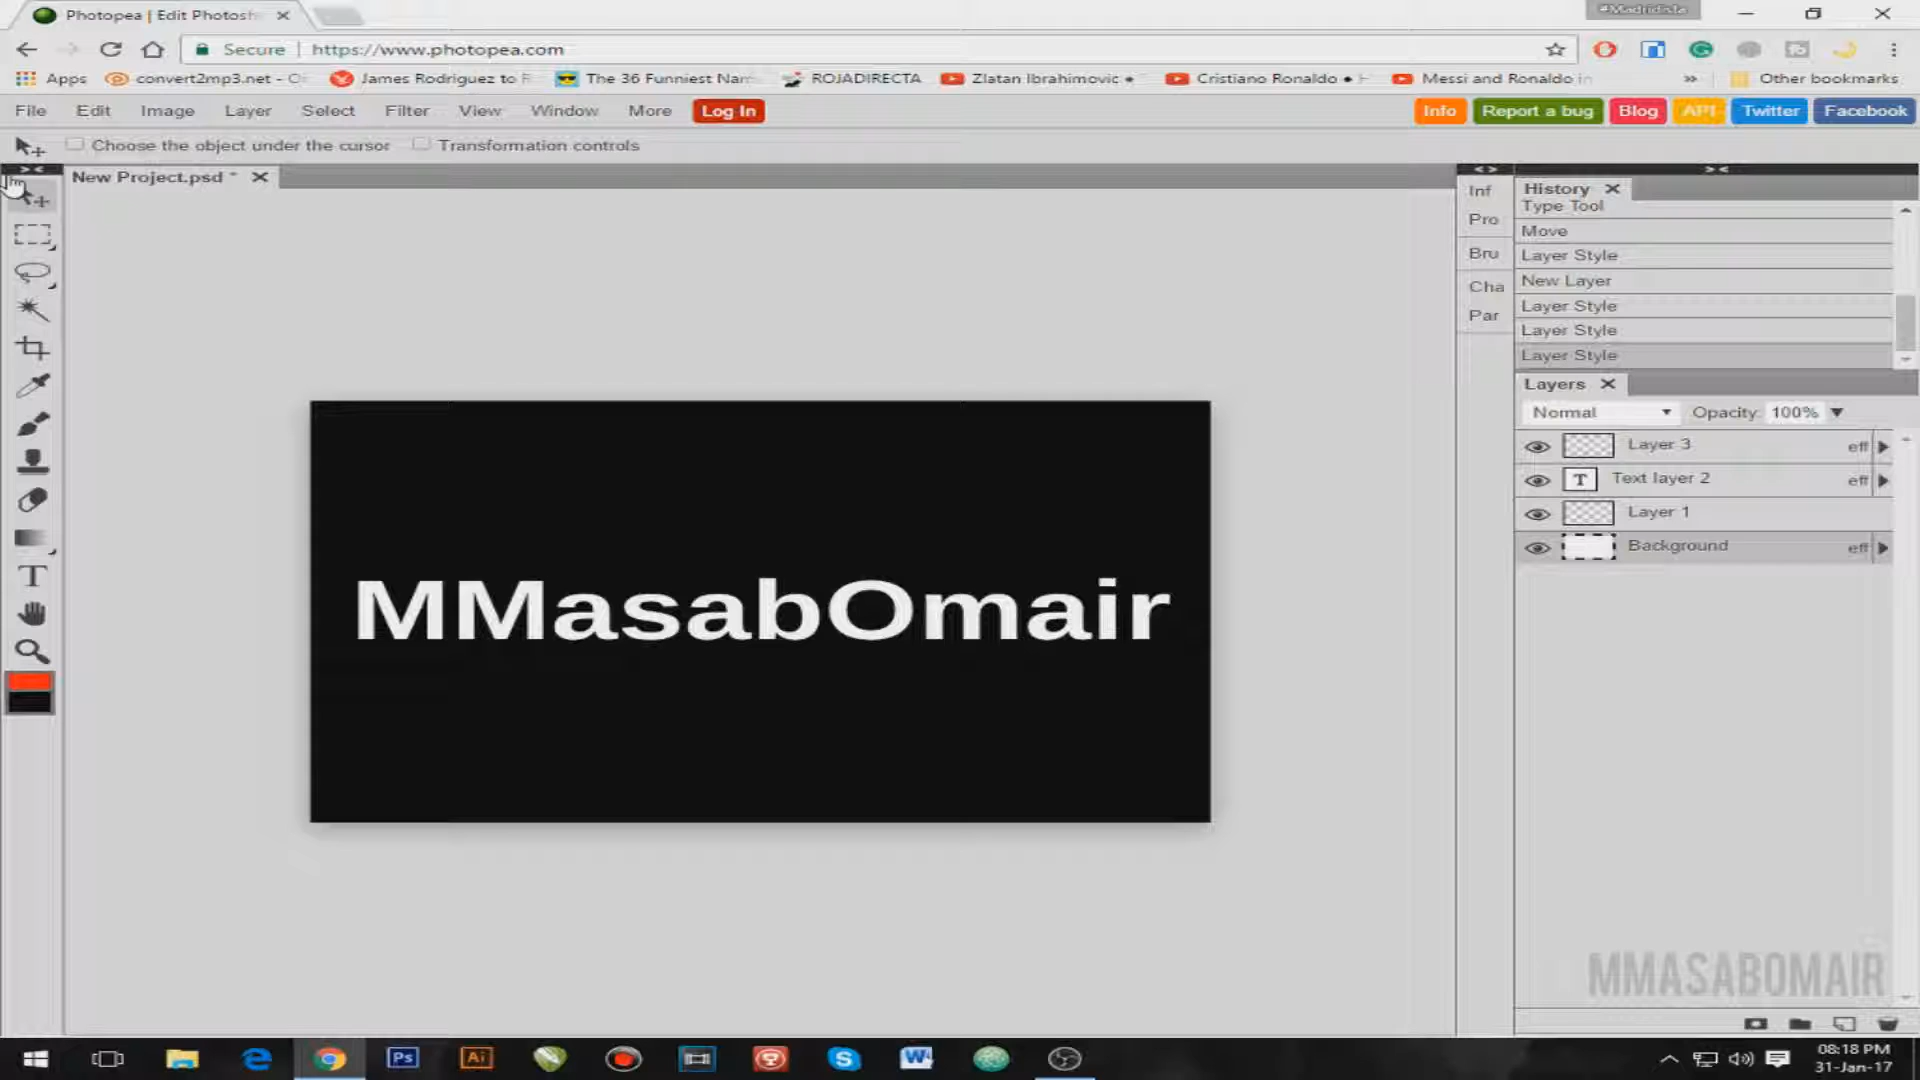 Photopea | Edit Photosh
#Madridista
Secure https://www.photopea.com
Apps convert2mp3.net - O James Rodriguez to F The 36 Funniest Nam ROJADIRECTA Zlatan Ibrahimovic • Cristiano Ronaldo ● H Messi and Ronaldo in » Other bookmarks
File Edit Image Layer Select Filter View Window More Log In Info Report a bug Blog API Twitter Facebook
Choose the object under the cursor Transformation controls
New Project.psd *
Inf
Pro
Bru
Cha
Par
History
Type Tool
Move
Layer Style
New Layer
Layer Style
Layer Style
Layer Style
Layers
Normal Opacity: 100%
Layer 3 eff
T Text layer 2 eff
Layer 1
Background eff
MMasabOmair
MMASABOMAIR
Ps Ai
08:18 PM
31-Jan-17